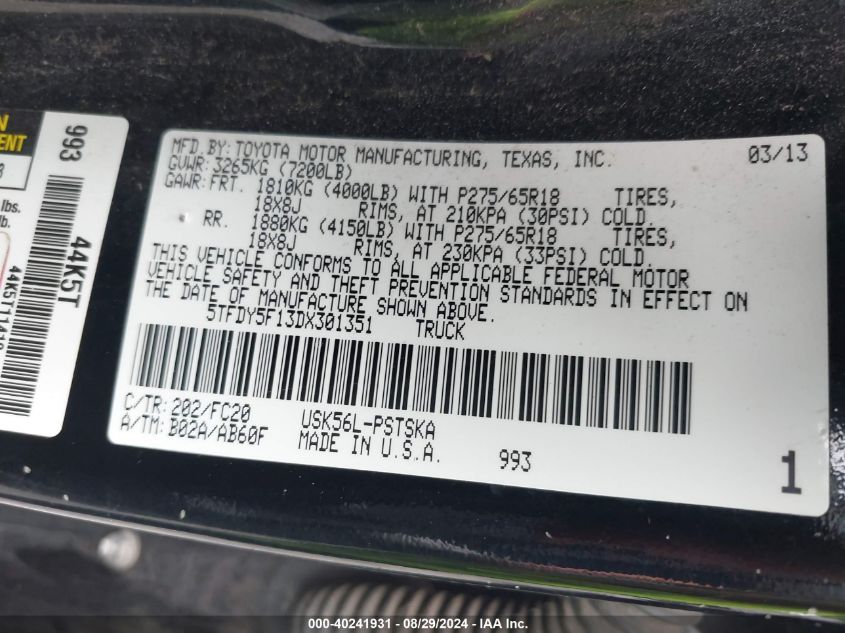 MFD. BY: TOYOTA MOTOR MANUFACTURING, TEXAS, INC. 03/13
GVWR: 3265KG (7200LB)
GAWR: FRT. 1810KG (4000LB) WITH P275/65R18 TIRES,
18X8J RIMS, AT 210KPA (30PSI) COLD.
RR. 1880KG (4150LB) WITH P275/65R18 TIRES,
18X8J RIMS, AT 230KPA (33PSI) COLD.
THIS VEHICLE CONFORMS TO ALL APPLICABLE FEDERAL MOTOR
VEHICLE SAFETY AND THEFT PREVENTION STANDARDS IN EFFECT ON
THE DATE OF MANUFACTURE SHOWN ABOVE.
5TFDY5F13DX301351 TRUCK
C/TR: 202/FC20 USK56L-PSTSKA
A/TM: B02A/AB60F MADE IN U.S.A. 993
1
993
44K5T
lbs.
lb.
000-40241931 - 08/29/2024 - IAA Inc.